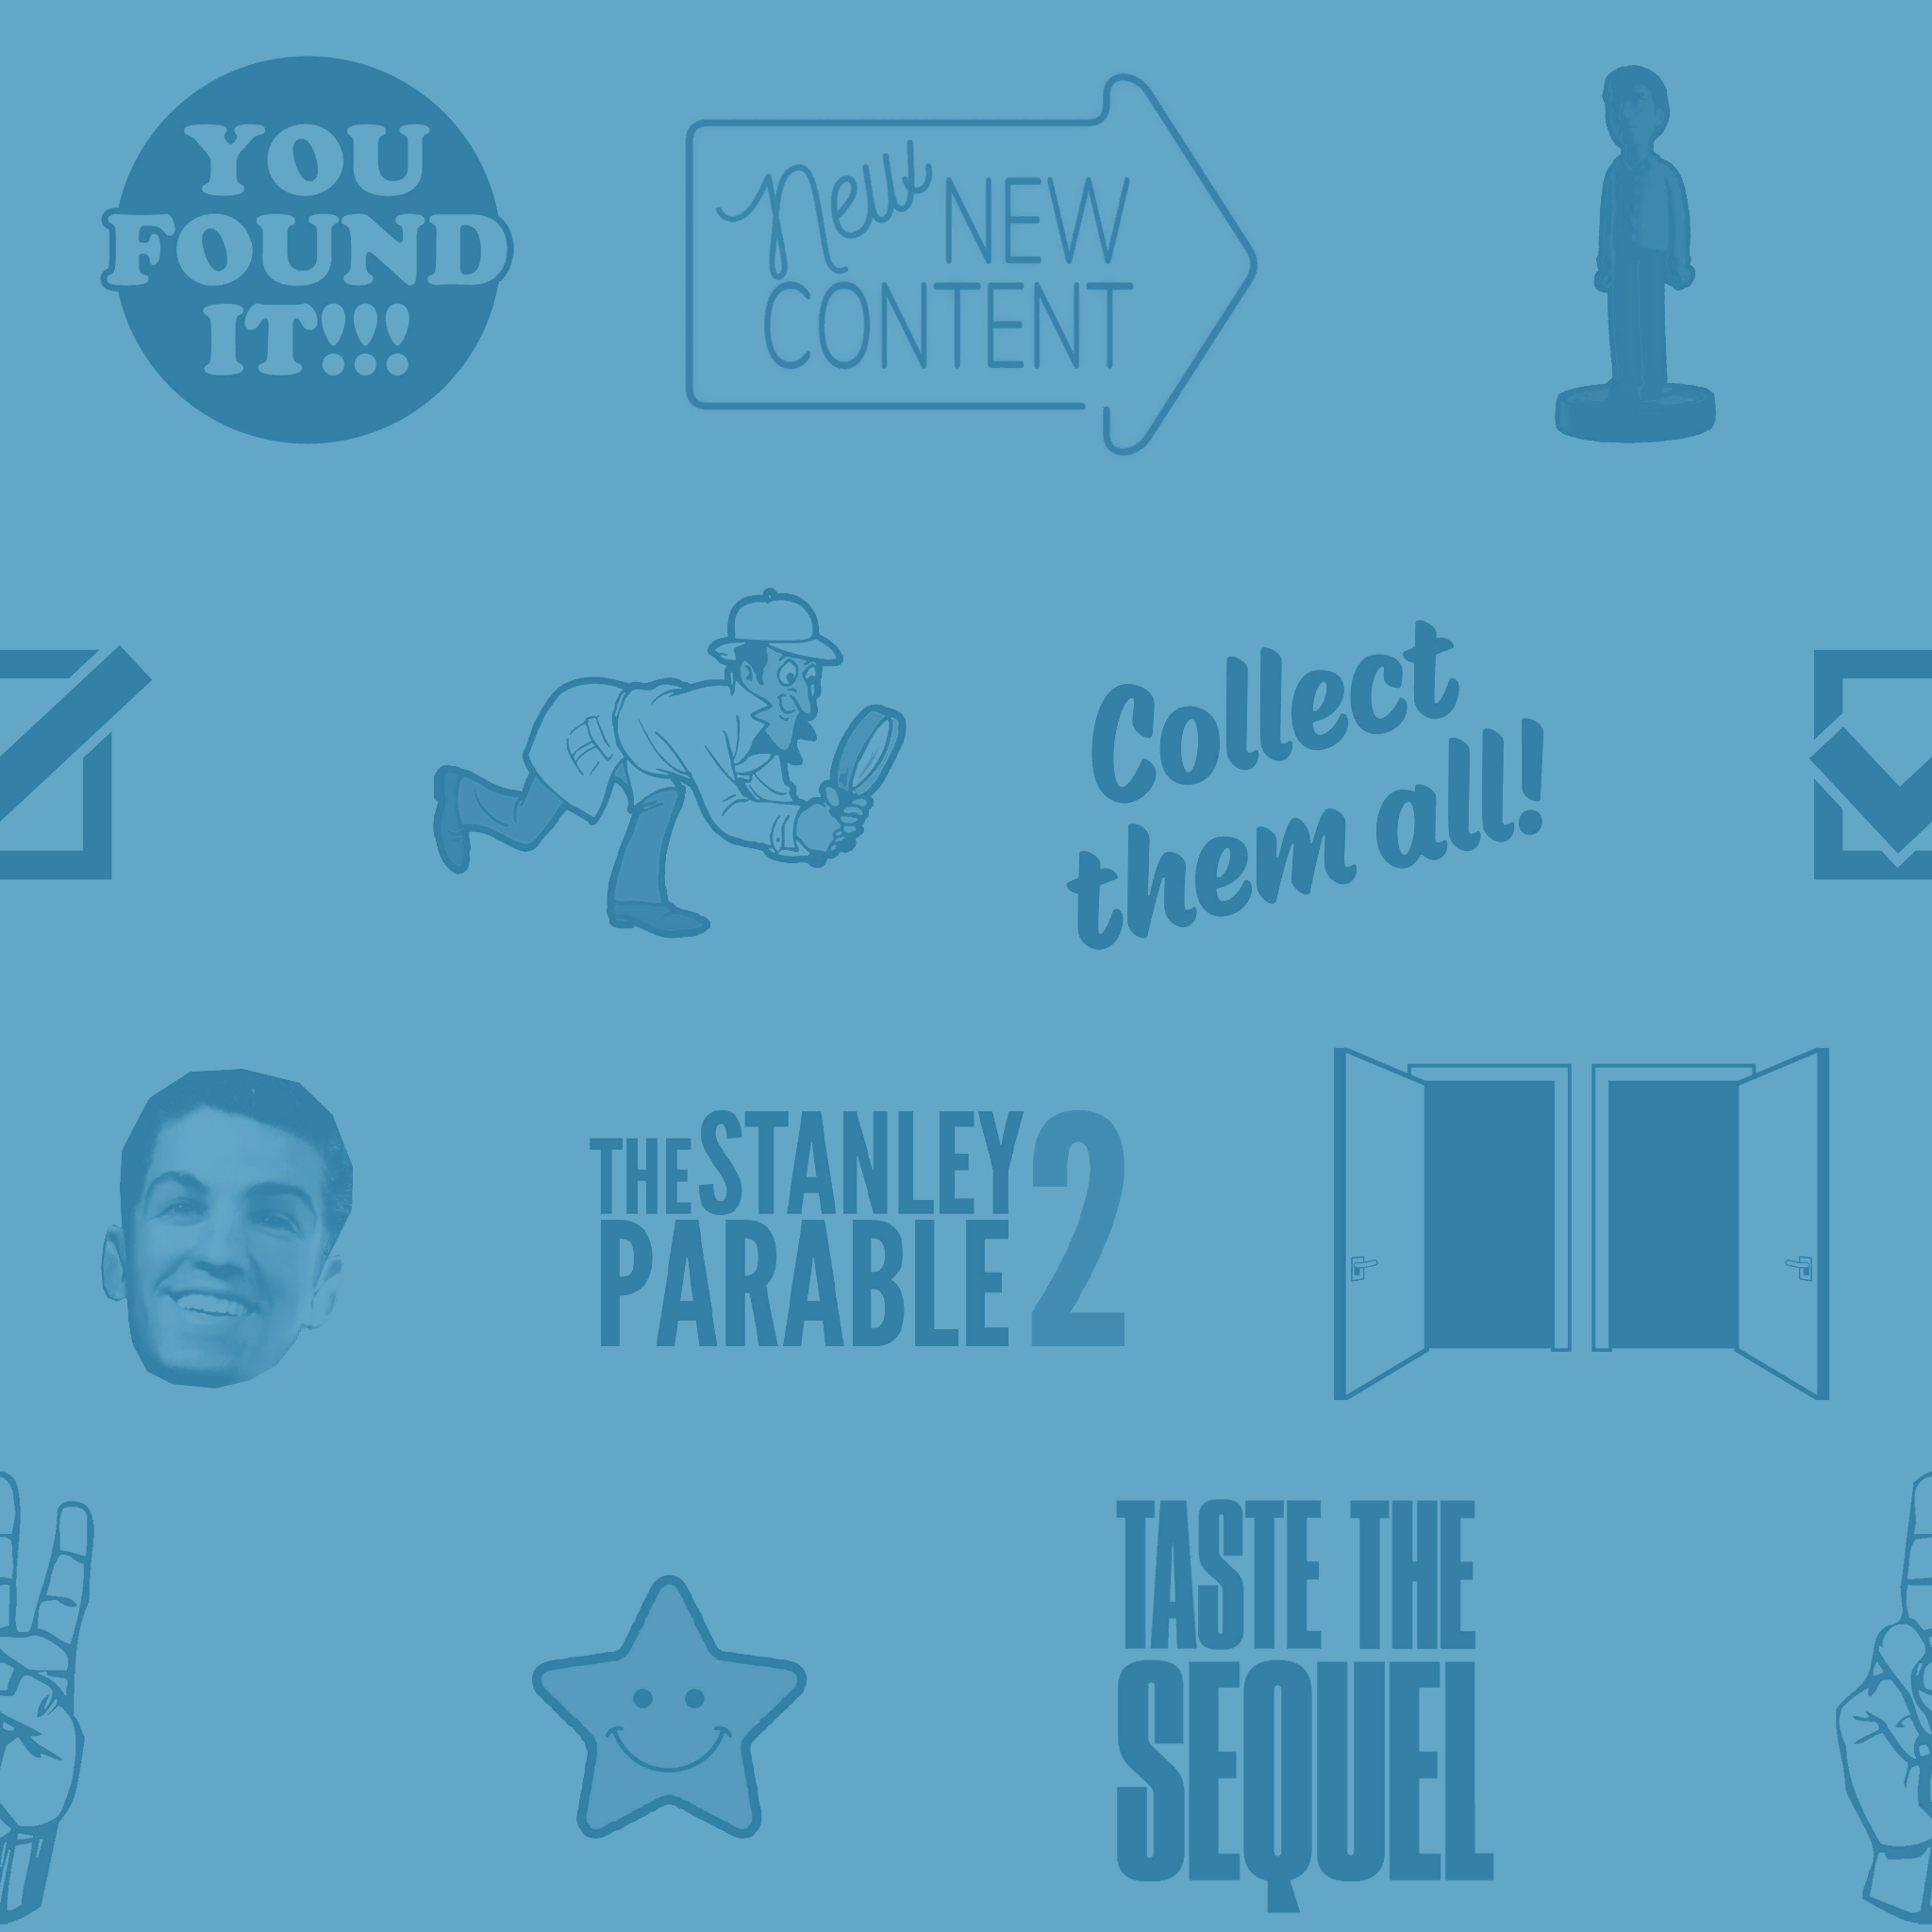 YOU
FOUND
IT!!!
new NEW
CONTENT
Collect
them all!
THE STANLEY
PARABLE 2
TASTE THE
SEQUEL